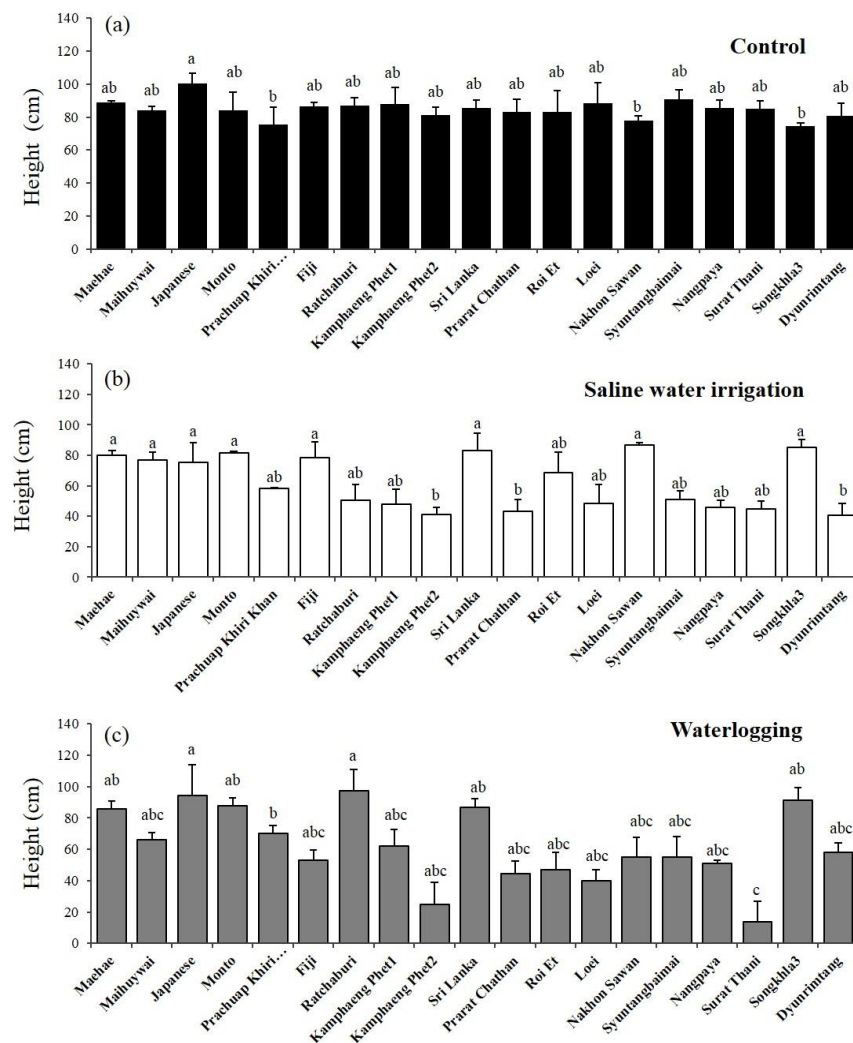 (a)
Control
Height (cm)
140
120
100
80
60
40
20
0
ab ab a ab b ab ab ab ab ab ab ab ab b ab ab ab b ab
Maehae
Maihuywai
Japanese
Monto
Prachuap Khiri…
Fiji
Ratchaburi
Kamphaeng Phet1
Kamphaeng Phet2
Sri Lanka
Prarat Chathan
Roi Et
Loei
Nakhon Sawan
Syuntangbaimai
Nangpaya
Surat Thani
Songkhla3
Dyunrimtang
(b)
Saline water irrigation
Height (cm)
140
120
100
80
60
40
20
0
a a a a ab a ab ab b a b ab ab a ab ab ab a b
Maehae
Maihuywai
Japanese
Monto
Prachuap Khiri Khan
Fiji
Ratchaburi
Kamphaeng Phet1
Kamphaeng Phet2
Sri Lanka
Prarat Chathan
Roi Et
Loei
Nakhon Sawan
Syuntangbaimai
Nangpaya
Surat Thani
Songkhla3
Dyunrimtang
(c)
Waterlogging
Height (cm)
140
120
100
80
60
40
20
0
ab abc a ab b abc a abc abc ab abc abc abc abc abc abc c ab abc
Maehae
Maihuywai
Japanese
Monto
Prachuap Khiri…
Fiji
Ratchaburi
Kamphaeng Phet1
Kamphaeng Phet2
Sri Lanka
Prarat Chathan
Roi Et
Loei
Nakhon Sawan
Syuntangbaimai
Nangpaya
Surat Thani
Songkhla3
Dyunrimtang